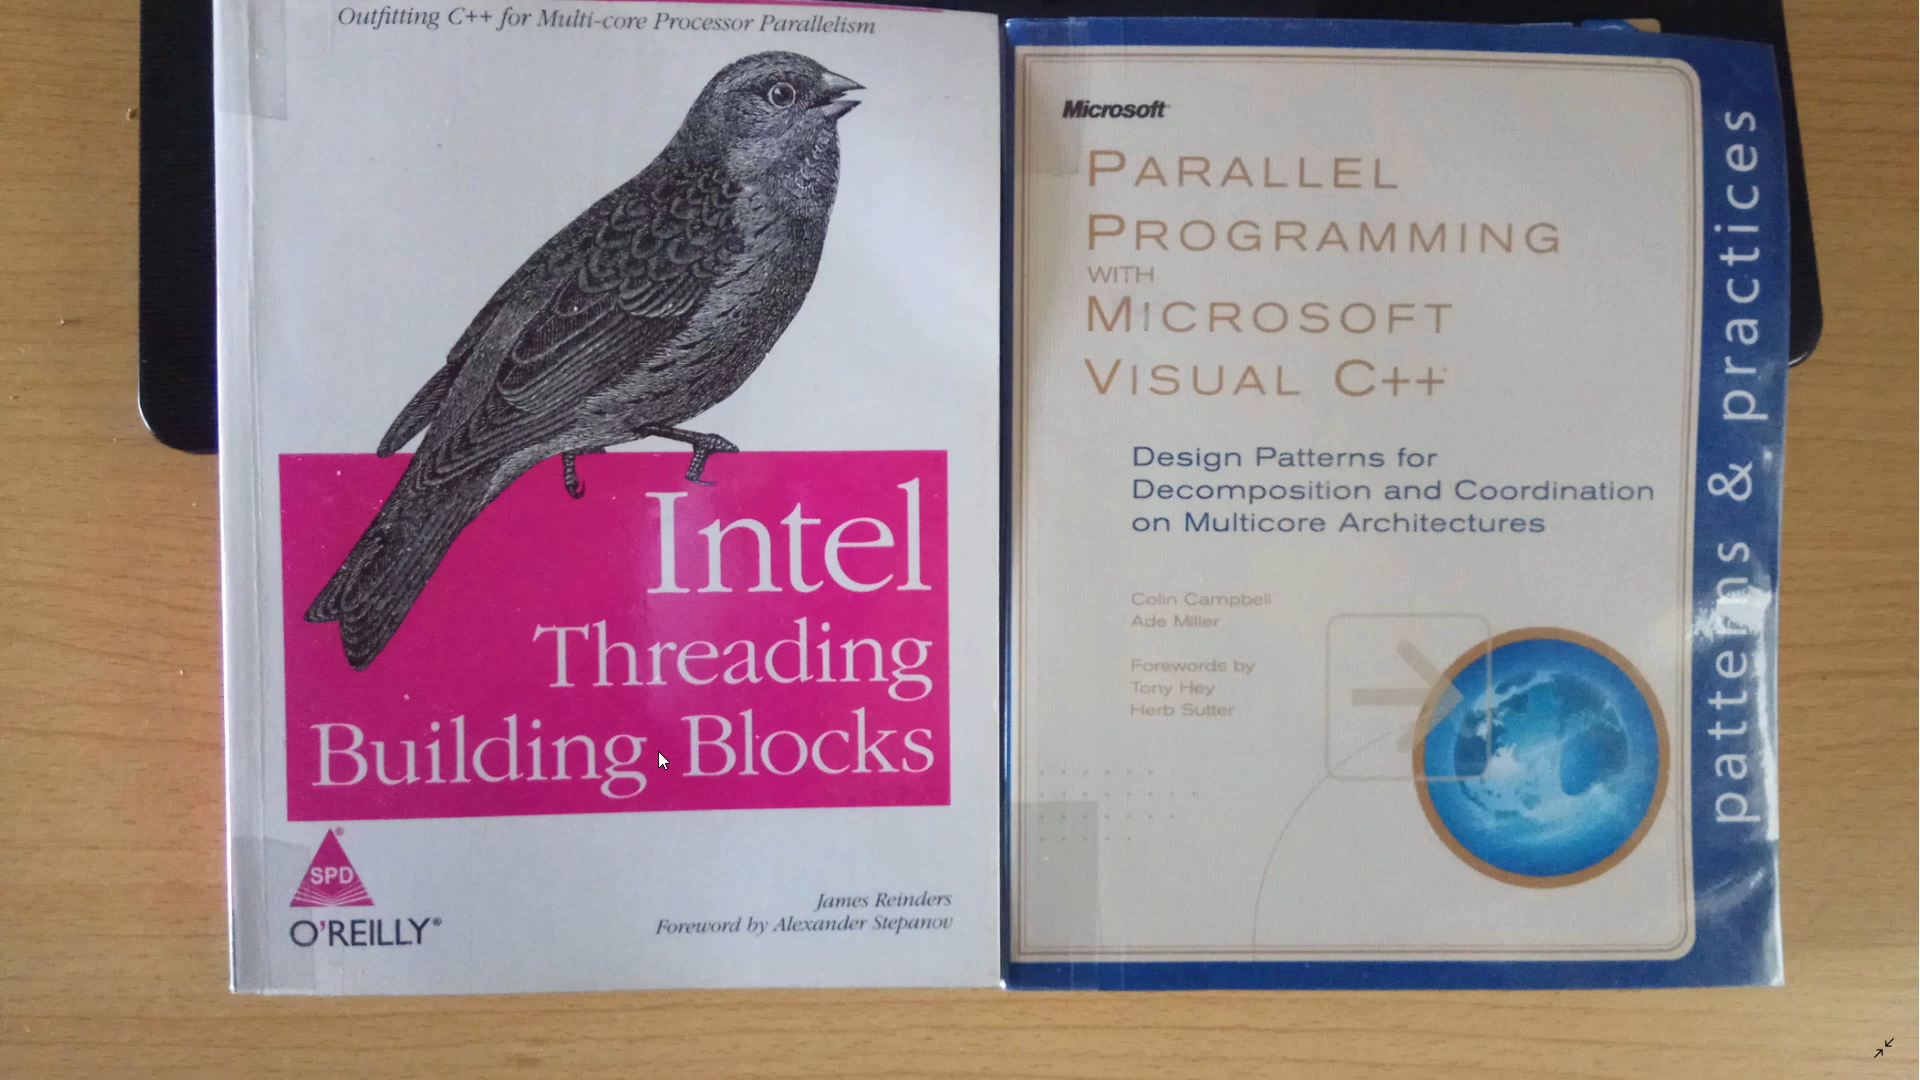 Outfitting C++ for Multi-core Processor Parallelism
Intel
Threading
Building Blocks
SPD
O'REILLY®
James Reinders
Foreword by Alexander Stepanov
Microsoft
PARALLEL
PROGRAMMING
WITH
MICROSOFT
VISUAL C++
Design Patterns for
Decomposition and Coordination
on Multicore Architectures
Colin Campbell
Ade Miller
Forewords by
Tony Hey
Herb Sutter
patterns & practices